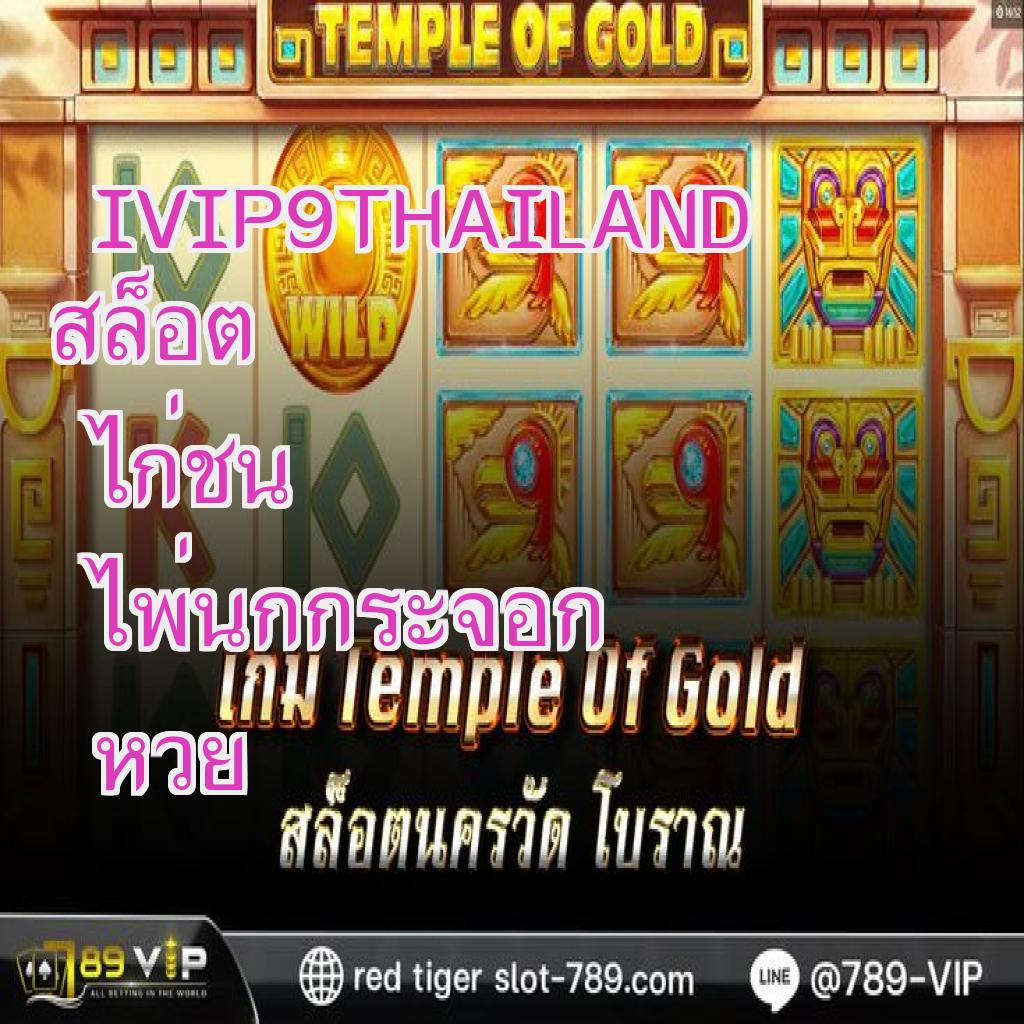 TEMPLE OF GOLD
IVIP9THAILAND
WILD
สล็อต
ไก่ชน
K
ไพ่นกกระจอก
เกม Temple Of Gold
หวย
สล็อตนครวัด โบราณ
789 VIP
ALL BETTING IN THE WORLD
red tiger slot-789.com
LINE
@789-VIP